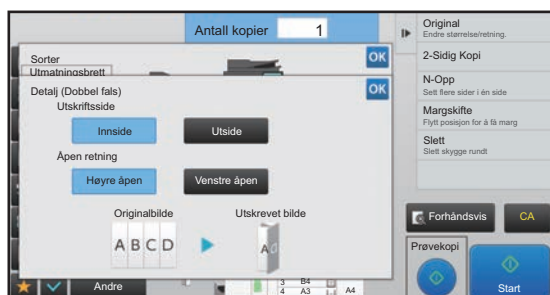 Antall kopier 1
Sorter
OK
Utmatningsbrett
Detalj (Dobbel fals)
OK
Utskriftsside
Innside
Utside
Åpen retning
Høyre åpen
Venstre åpen
Originalbilde
Utskrevet bilde
A B C D
A d
Andre
3 B4
4 A3
A4
Original
Endre størrelse/retning.
2-Sidig Kopi
N-Opp
Sett flere sider i én side
Margskifte
Flytt posisjon for å få marg
Slett
Slett skygge rundt
Forhåndsvis
CA
Prøvekopi
Start